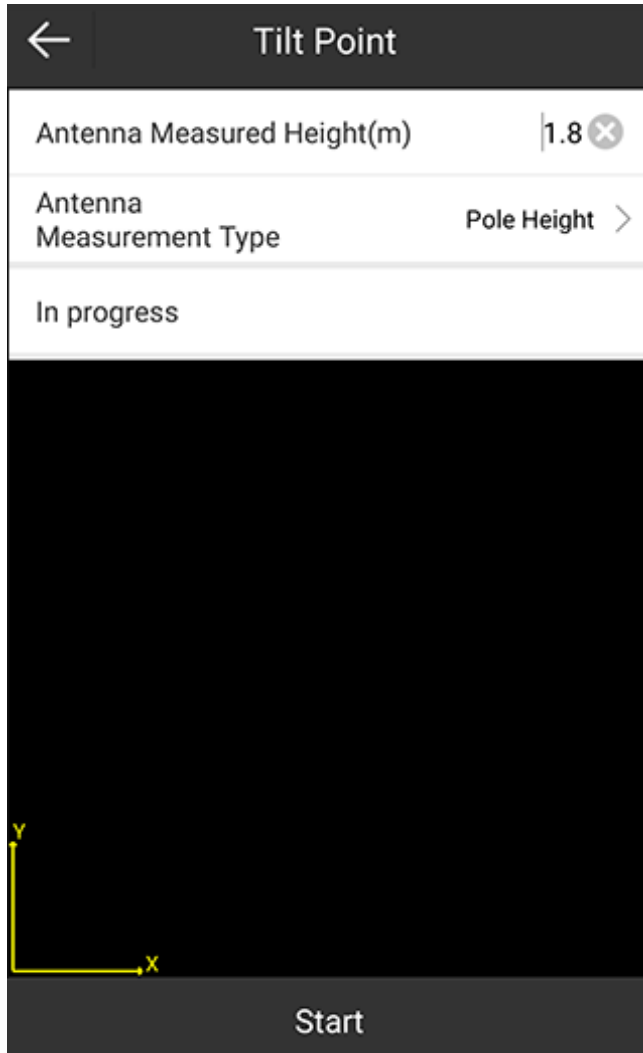 Tilt Point
Antenna Measured Height(m) 1.8
Antenna
Measurement Type Pole Height
In progress
Y
X
Start